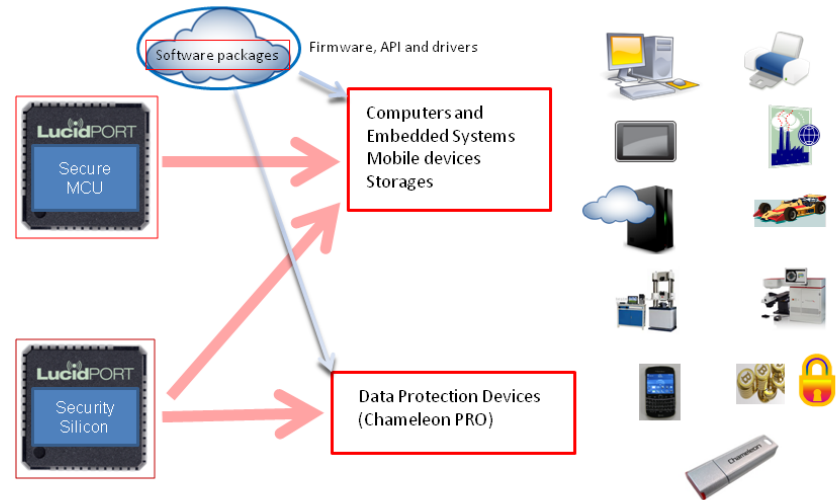 Software packages
Firmware, API and drivers
LucidPORT
Secure
MCU
Computers and
Embedded Systems
Mobile devices
Storages
LucidPORT
Security
Silicon
Data Protection Devices
(Chameleon PRO)
Chameleon